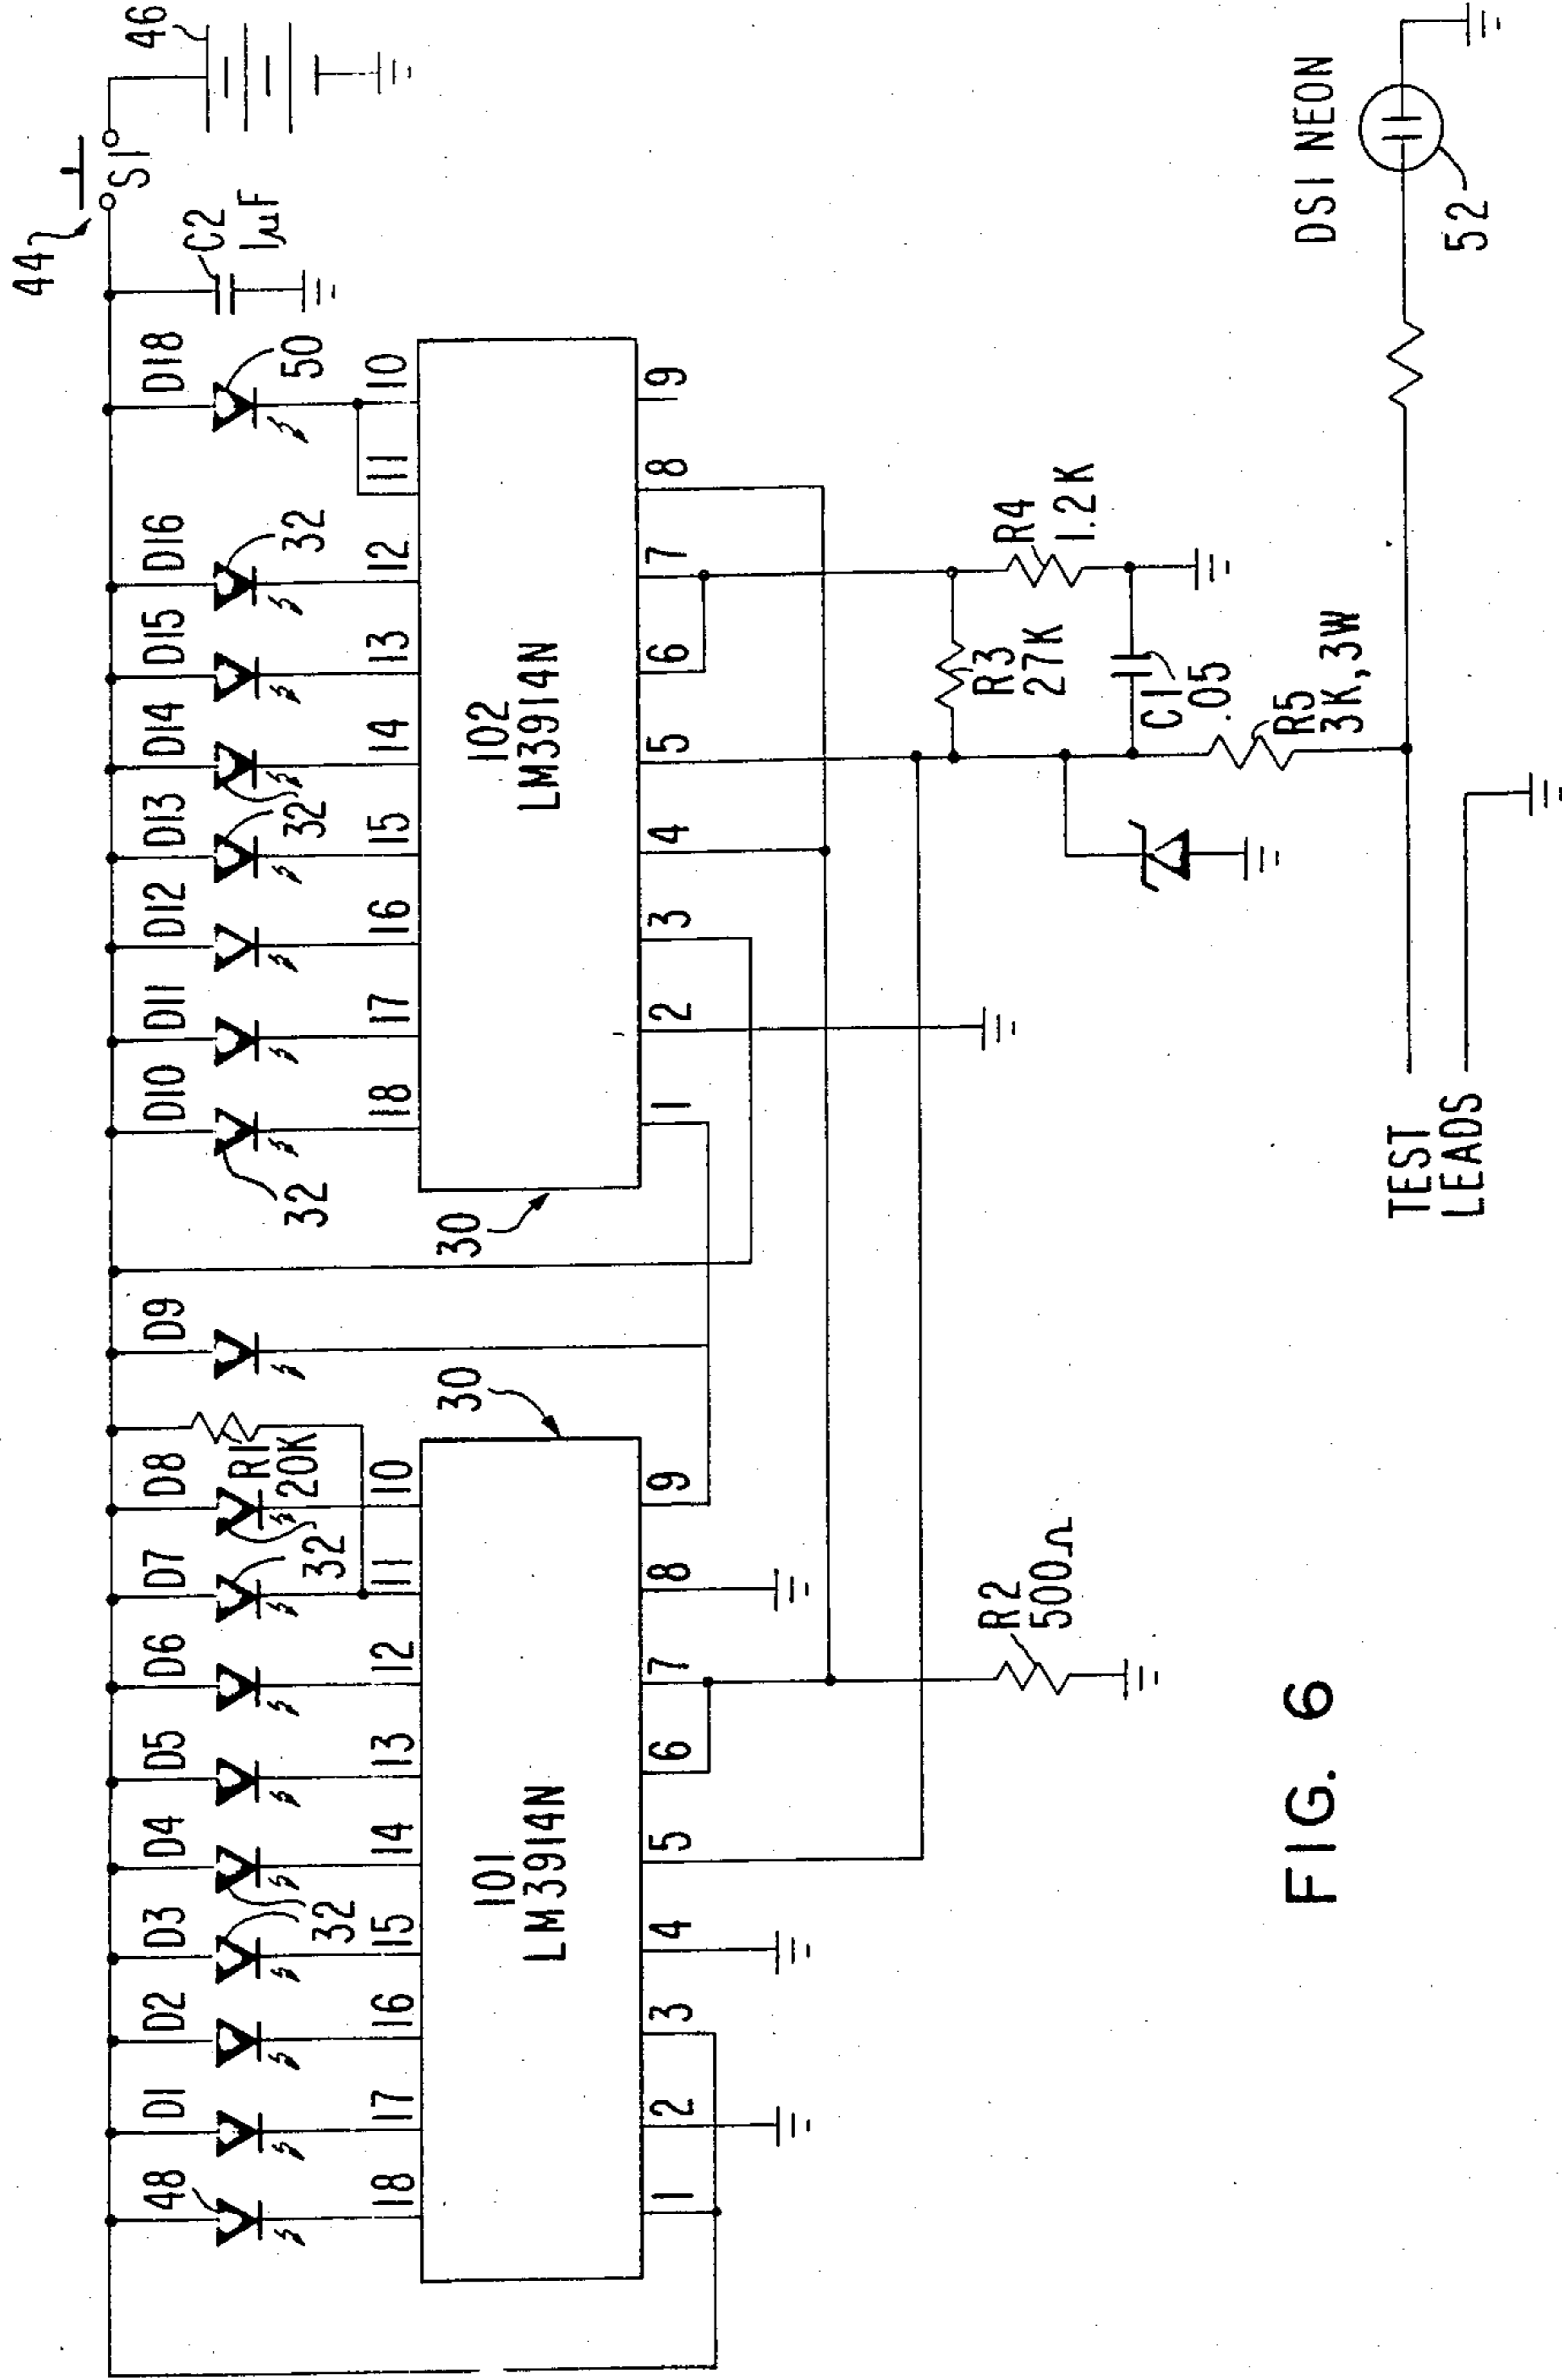 44
S1
46
48
D1
D2
D3
D4
D5
D6
D7
D8
D9
D10
D11
D12
D13
D14
D15
D16
D18
C2
1µF
R1
20K
32
32
32
32
32
50
18
17
16
15
14
13
12
11
10
30
101
LM3914N
1
2
3
4
5
6
7
8
9
18
17
16
15
14
13
12
11
10
30
102
LM3914N
1
2
3
4
5
6
7
8
9
R2
500Ω
R3
27K
R4
1.2K
C1
.05
R5
3K,3W
DS1 NEON
52
TEST
LEADS
FIG. 6